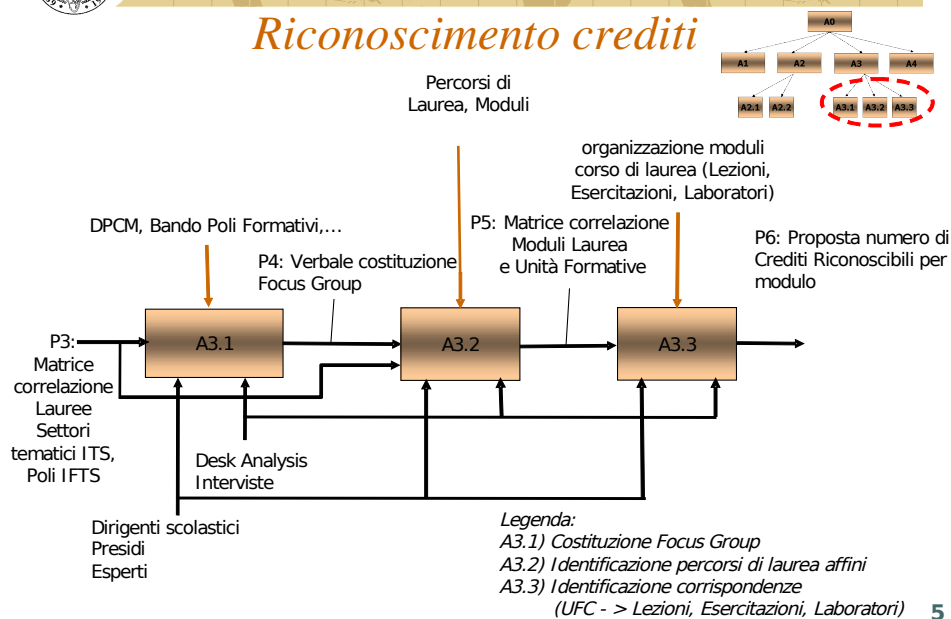 Riconoscimento crediti
A0
A1 A2 A3 A4
A2.1 A2.2 A3.1 A3.2 A3.3
Percorsi di
Laurea, Moduli
organizzazione moduli
corso di laurea (Lezioni,
Esercitazioni, Laboratori)
DPCM, Bando Poli Formativi,…
P4: Verbale costituzione
Focus Group
P5: Matrice correlazione
Moduli Laurea
e Unità Formative
P6: Proposta numero di
Crediti Riconoscibili per
modulo
A3.1
A3.2
A3.3
P3:
Matrice
correlazione
Lauree
Settori
tematici ITS,
Poli IFTS
Desk Analysis
Interviste
Dirigenti scolastici
Presidi
Esperti
Legenda:
A3.1) Costituzione Focus Group
A3.2) Identificazione percorsi di laurea affini
A3.3) Identificazione corrispondenze
(UFC - > Lezioni, Esercitazioni, Laboratori)
5